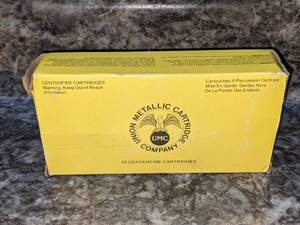 CENTERFIRE CARTRIDGES
Warning: Keep Out of Reach
of Children.
Cartouches À Percussion Centrale
Mise En Garde: Gardez Hors
De La Portée Des Enfants.
UNION METALLIC CARTRIDGE
UMC
COMPANY
50 CENTERFIRE CARTRIDGES